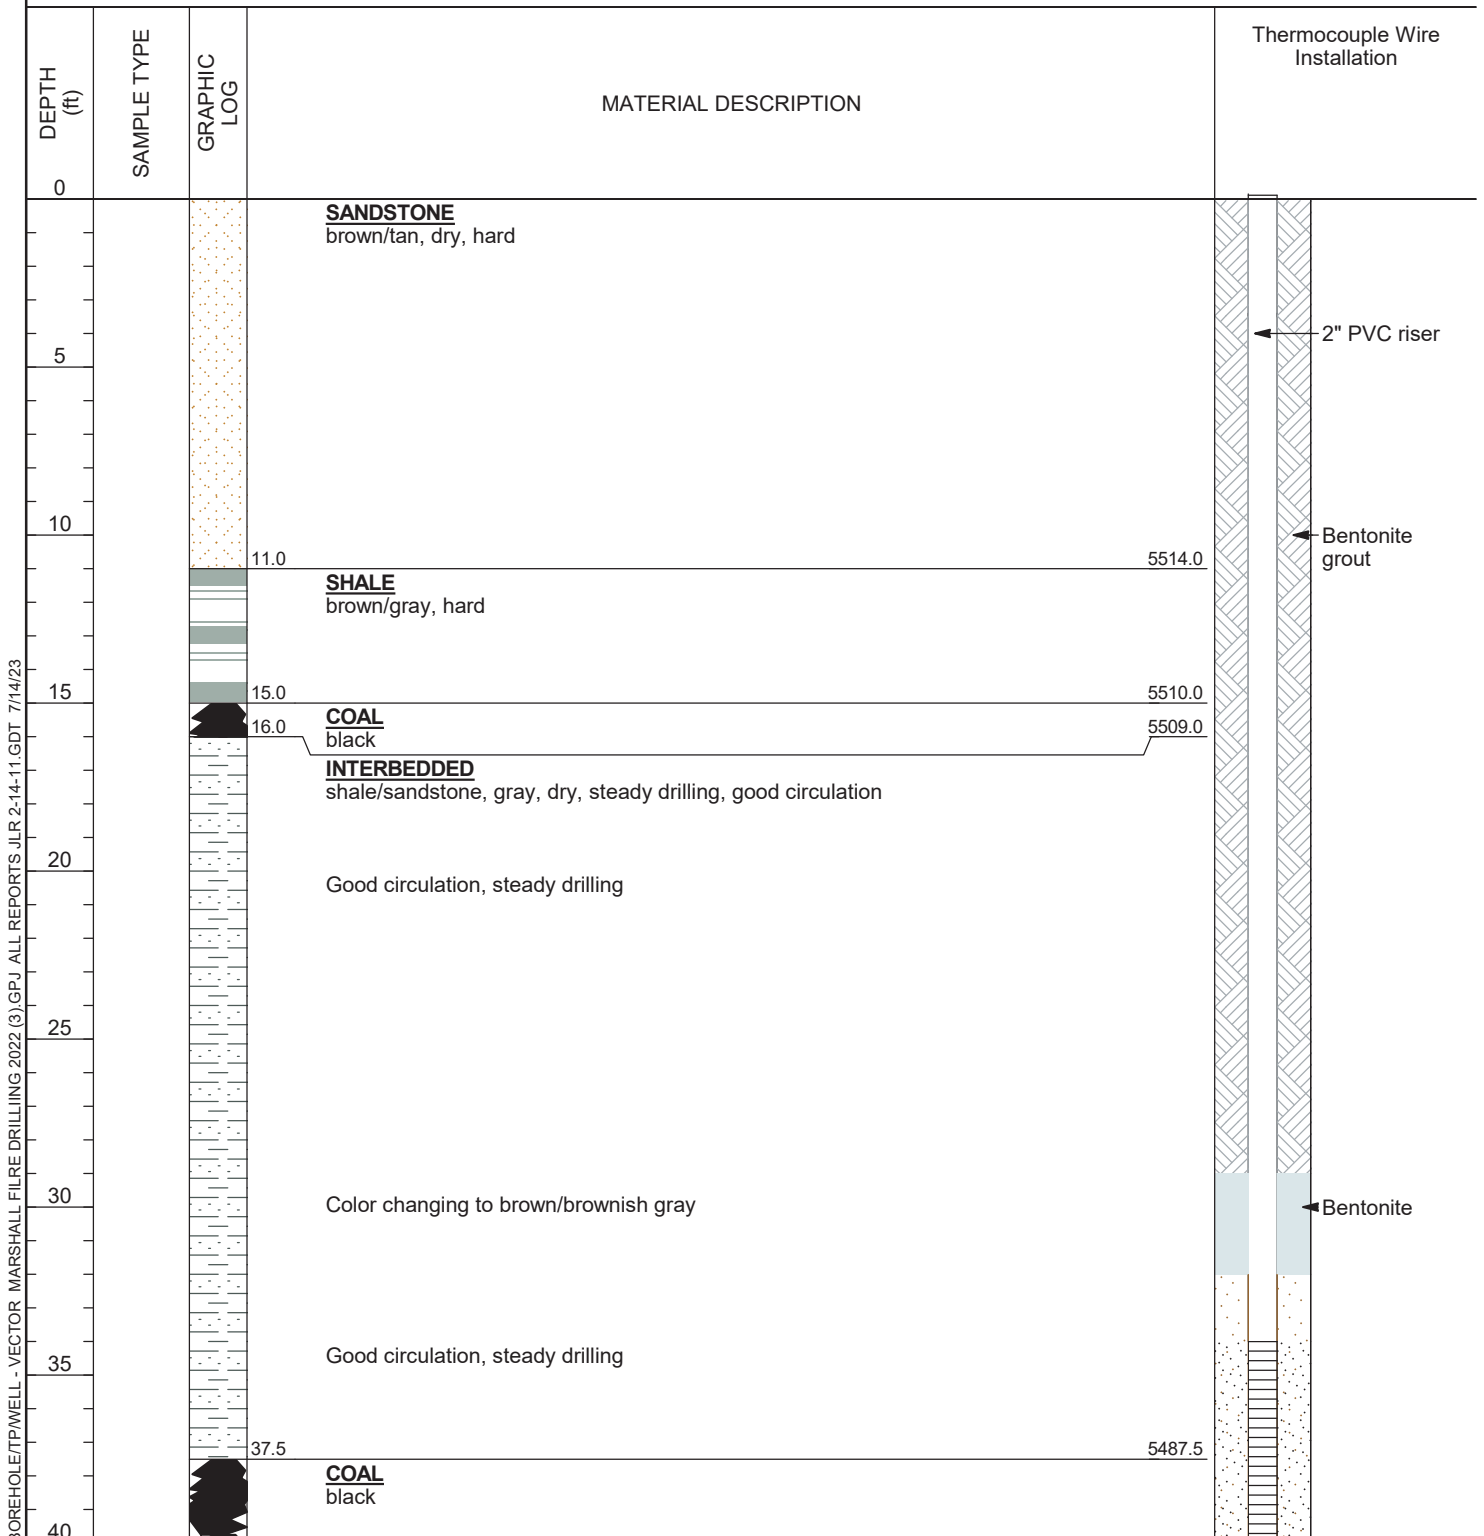 DEPTH
(ft)
SAMPLE TYPE
GRAPHIC
LOG
MATERIAL DESCRIPTION
Thermocouple Wire
Installation
0
SANDSTONE
brown/tan, dry, hard
2" PVC riser
5
10
Bentonite
grout
11.0
5514.0
SHALE
brown/gray, hard
15
15.0
5510.0
COAL
black
16.0
5509.0
INTERBEDDED
shale/sandstone, gray, dry, steady drilling, good circulation
20
Good circulation, steady drilling
25
30
Color changing to brown/brownish gray
Bentonite
35
Good circulation, steady drilling
37.5
5487.5
COAL
black
40
BOREHOLE/TP/WELL - VECTOR MARSHALL FILRE DRILLIING 2022 (3).GPJ ALL REPORTS JLR 2-14-11.GDT 7/14/23